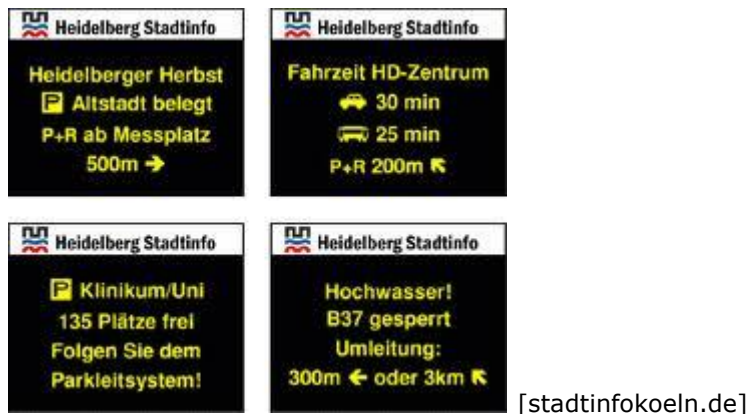 Heidelberg Stadtinfo
Heidelberger Herbst
P Altstadt belegt
P+R ab Messplatz
500m →
Heidelberg Stadtinfo
Fahrzeit HD-Zentrum
30 min
25 min
P+R 200m ↖
Heidelberg Stadtinfo
P Klinikum/Uni
135 Plätze frei
Folgen Sie dem
Parkleitsystem!
Heidelberg Stadtinfo
Hochwasser!
B37 gesperrt
Umleitung:
300m ← oder 3km ↖
[stadtinfokoeln.de]